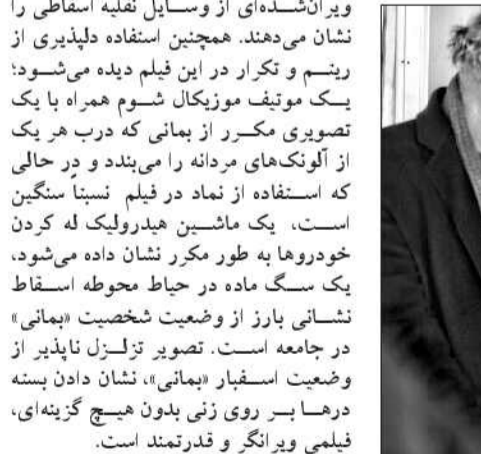 ویران‌شده‌ای از وسایل نقلیه اسقاطی را
نشان می‌دهند. همچنین استفاده دلپذیری از
ریتم و تکرار در این فیلم دیده می‌شود؛
یک موتیف موزیکال شوم همراه با یک
تصویری مکرر از بمانی که درب هر یک
از آلونک‌های مردانه را می‌بندد و در حالی
که استفاده از نماد در فیلم نسبتاً سنگین
است، یک ماشین هیدرولیک له کردن
خودروها به طور مکرر نشان داده می‌شود،
یک سگ ماده در حیاط محوطه اسقاط
نشانی بارز از وضعیت شخصیت «بمانی»
در جامعه است. تصویر تزلزل ناپذیر از
وضعیت اسفبار «بمانی»، نشان دادن بسته
درها بر روی زنی بدون هیچ گزینه‌ای،
فیلمی ویرانگر و قدرتمند است.